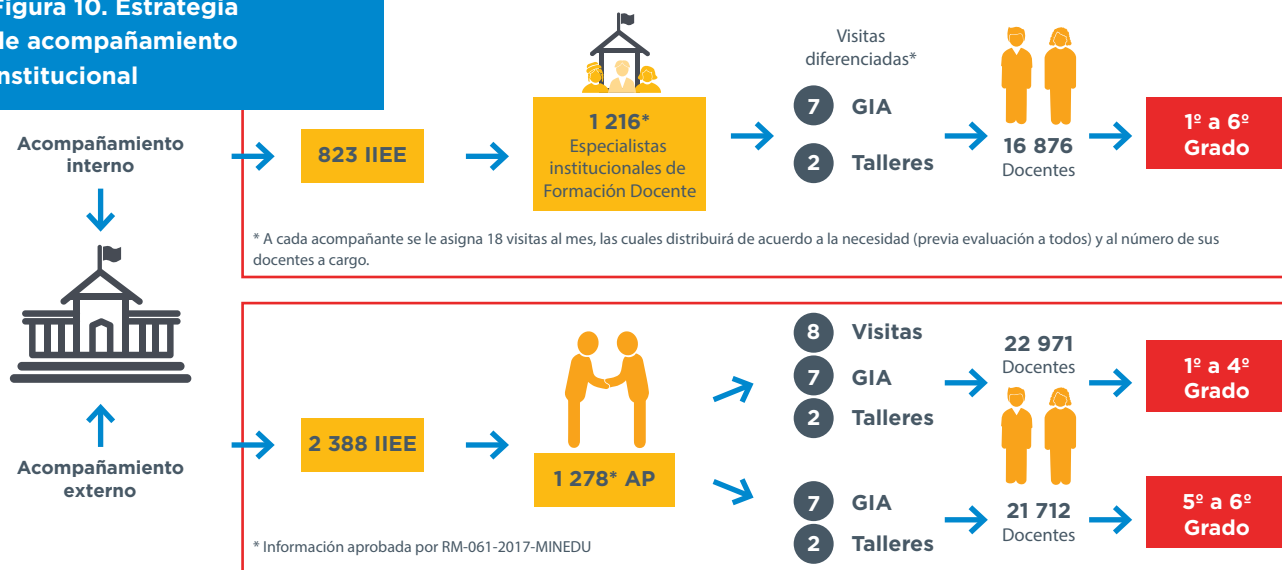 Figura 10. Estrategia
de acompañamiento
institucional
Acompañamiento
interno
823 IIEE
1 216*
Especialistas
institucionales de
Formación Docente
Visitas
diferenciadas*
7 GIA
2 Talleres
16 876
Docentes
1º a 6º
Grado
* A cada acompañante se le asigna 18 visitas al mes, las cuales distribuirá de acuerdo a la necesidad (previa evaluación a todos) y al número de sus
docentes a cargo.
Acompañamiento
externo
2 388 IIEE
1 278* AP
8 Visitas
7 GIA
2 Talleres
22 971
Docentes
1º a 4º
Grado
7 GIA
2 Talleres
21 712
Docentes
5º a 6º
Grado
* Información aprobada por RM-061-2017-MINEDU